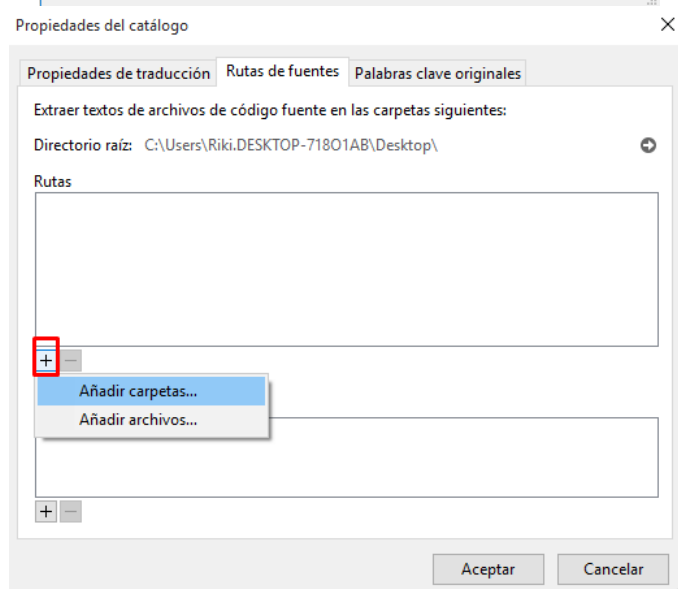 Propiedades del catálogo
Propiedades de traducción Rutas de fuentes Palabras clave originales
Extraer textos de archivos de código fuente en las carpetas siguientes:
Directorio raíz: C:\Users\Riki.DESKTOP-718O1AB\Desktop\
Rutas
+ −
Añadir carpetas...
Añadir archivos...
+ −
Aceptar Cancelar